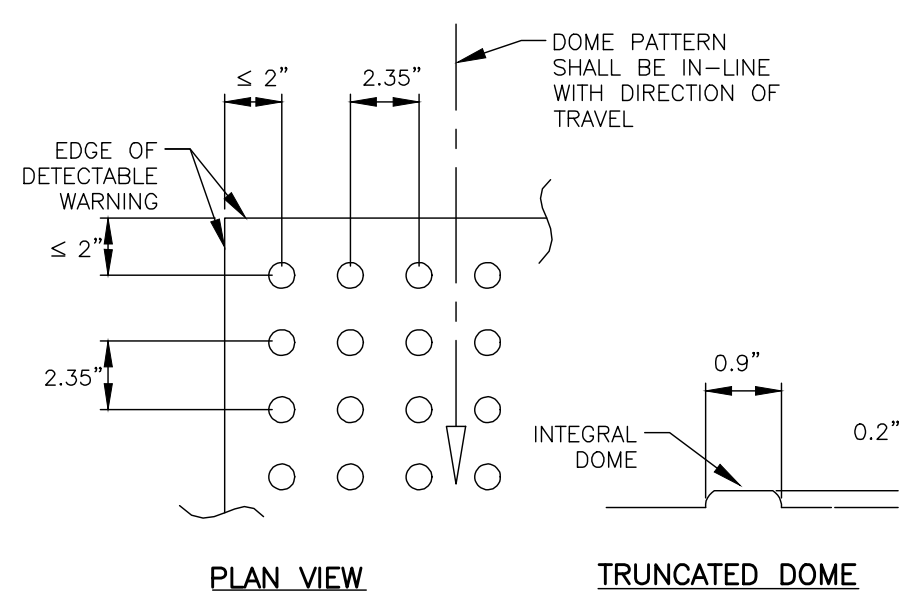 DOME PATTERN
SHALL BE IN-LINE
WITH DIRECTION OF
TRAVEL
≤ 2"
2.35"
EDGE OF
DETECTABLE
WARNING
≤ 2"
2.35"
0.9"
0.2"
INTEGRAL
DOME
PLAN VIEW
TRUNCATED DOME